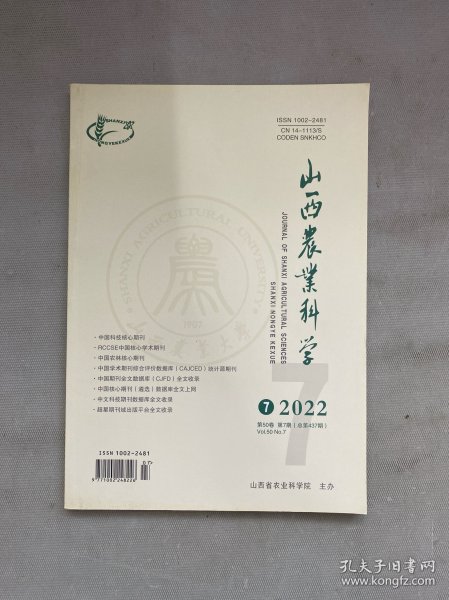 SHANXI
NONGYEKEXUE
ISSN 1002-2481
CN 14-1113/S
CODEN SNKHCO
山西农业科学
JOURNAL OF SHANXI AGRICULTURAL SCIENCES
SHANXI NONGYE KEXUE
SHANXI AGRICULTURAL UNIVERSITY
1907
·中国科技核心期刊
·RCCSE中国核心学术期刊
·中国农林核心期刊
·中国学术期刊综合评价数据库（CAJCED）统计源期刊
·中国期刊全文数据库（CJFD）全文收录
·中国核心期刊（遴选）数据库全文上网
·中文科技期刊数据库全文收录
·超星期刊域出版平台全文收录
7
7 2022
第50卷 第7期（总第437期）
Vol.50 No.7
ISSN 1002-2481
07>
9 771002 248226
山西省农业科学院 主办
孔夫子旧书网
www.kongfz.com